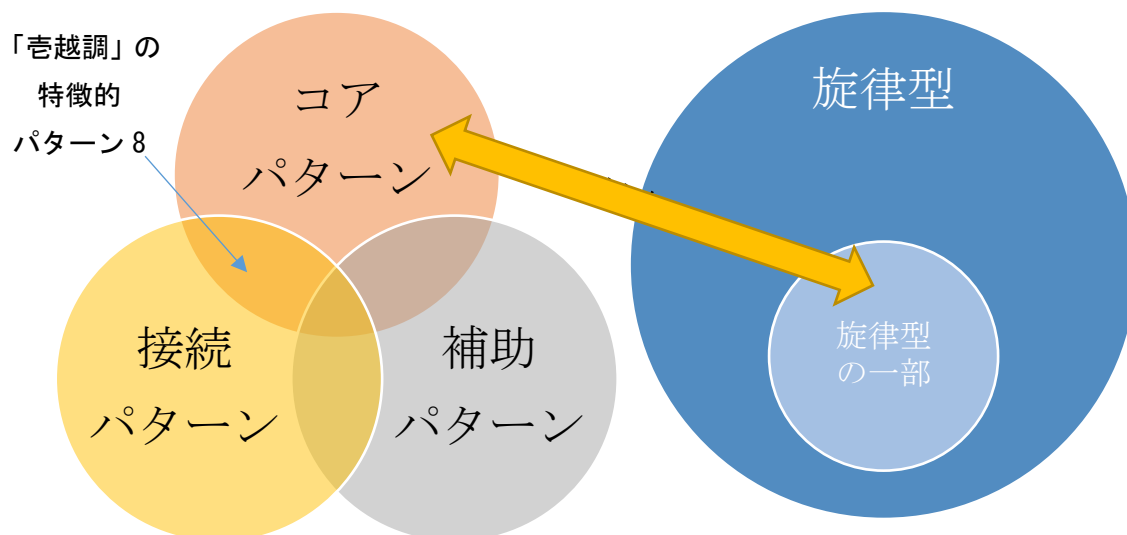 「壱越調」の
特徴的
パターン 8
コア
パターン
接続
パターン
補助
パターン
旋律型
旋律型
の一部